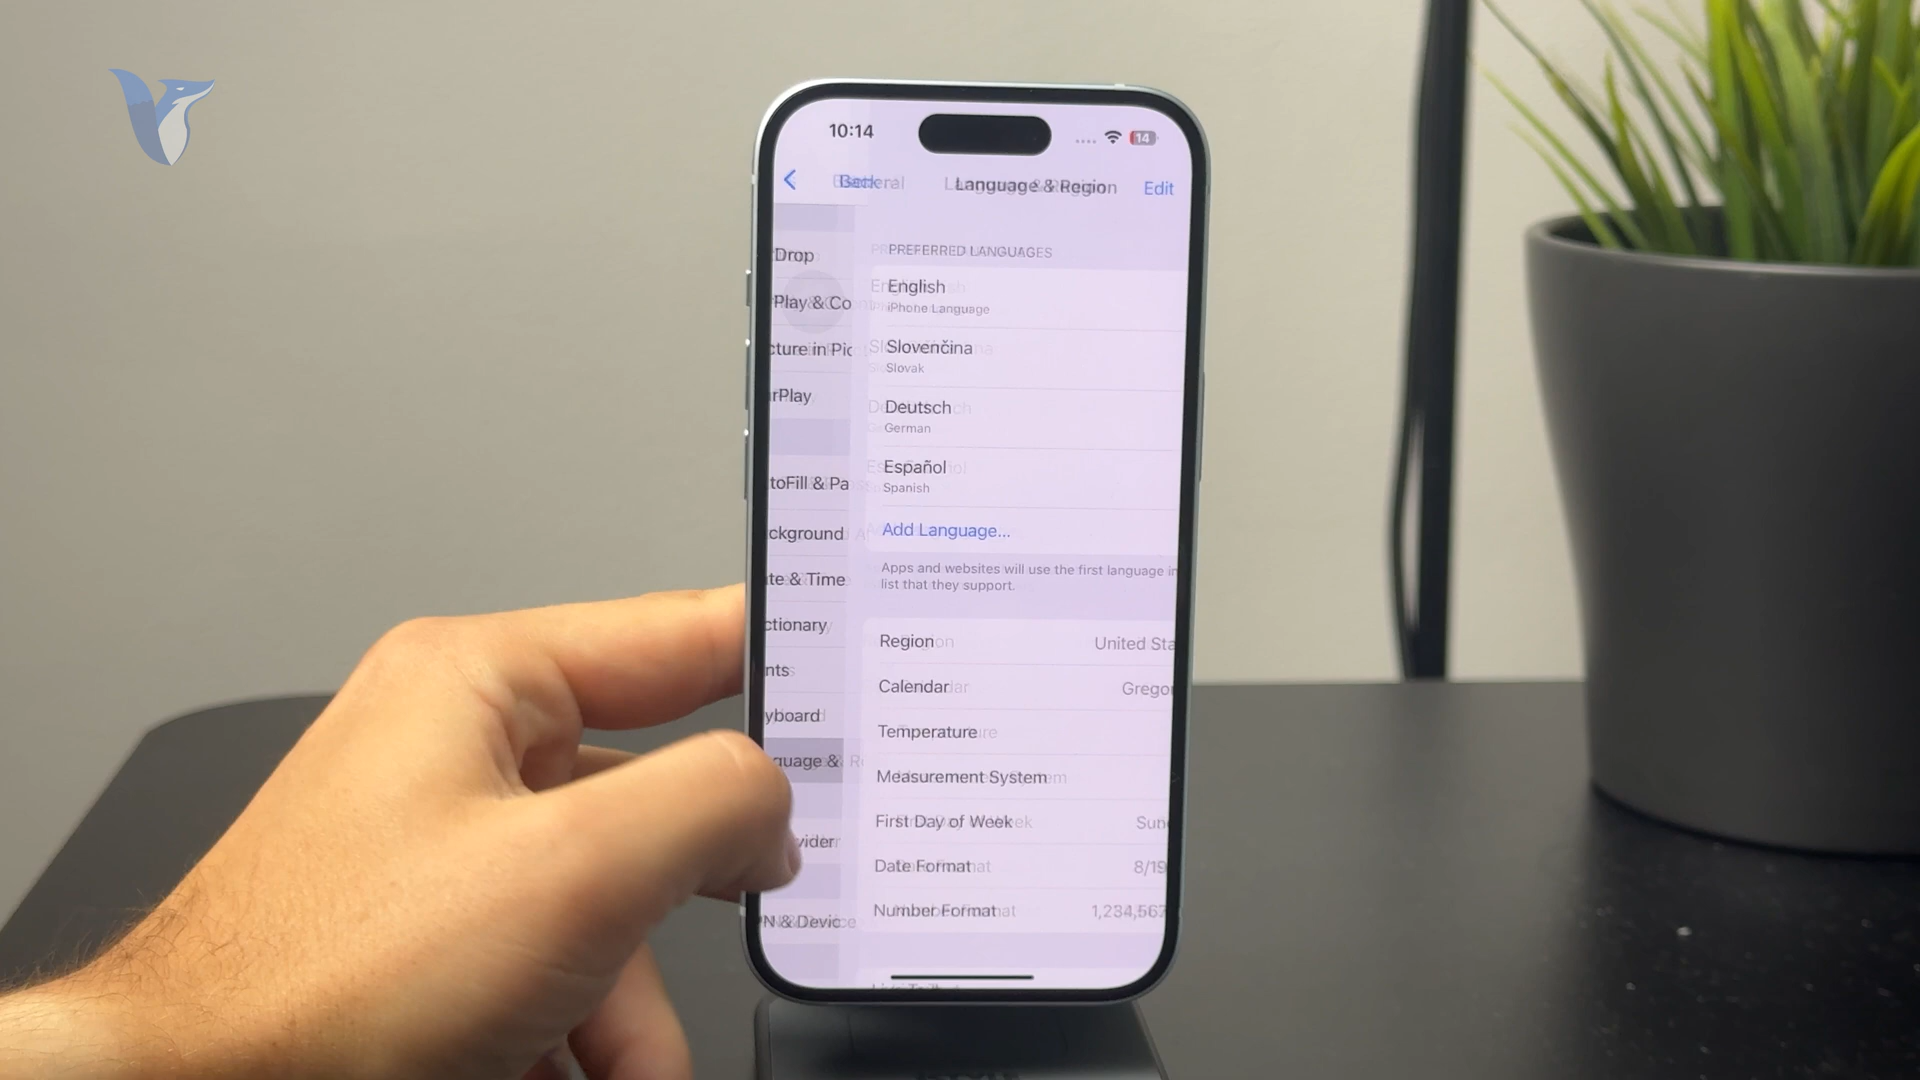 10:14
14
Back
Language & Region
Edit
Drop
Play & Co
cture in Pic
rPlay
toFill & Pa
ckground
te & Time
ctionary
nts
yboard
guage &
vider
N & Device
PREFERRED LANGUAGES
English
iPhone Language
Slovenčina
Slovak
Deutsch
German
Español
Spanish
Add Language...
Apps and websites will use the first language in
list that they support.
Region
United Sta
Calendar
Gregor
Temperature
Measurement System
First Day of Week
Sun
Date Format
8/19
Number Format
1,234,567